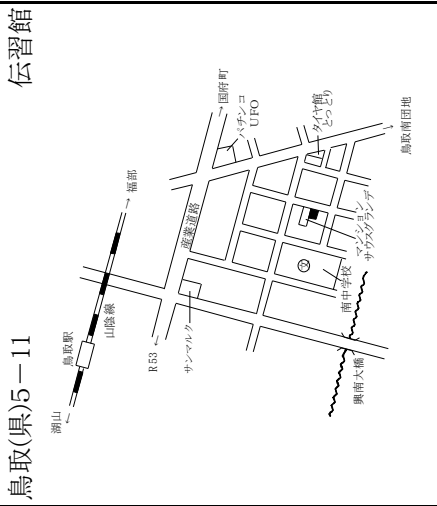 鳥取(県)5－11　伝習館
湖山
鳥取駅
山陰線
福部
R53
サンマルク
産業道路
国府町
パチンコ
UFO
タイヤ館
とっとり
鳥取南団地
マンション
サウスグランデ
文
南中学校
興南大橋